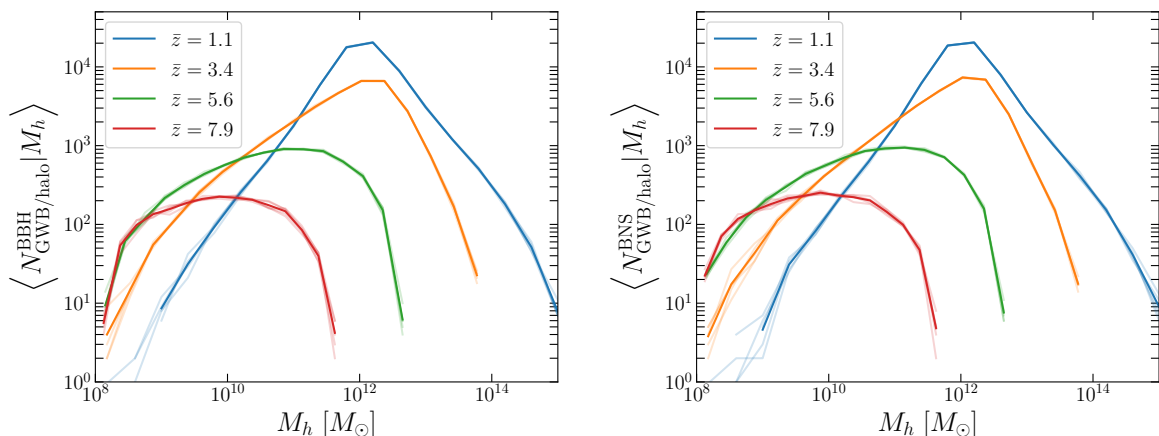 ⟨N^BBH_GWB/halo|M_h⟩
10^4
10^3
10^2
10^1
10^0
z̄ = 1.1
z̄ = 3.4
z̄ = 5.6
z̄ = 7.9
10^8
10^10
10^12
10^14
M_h [M_⊙]
⟨N^BNS_GWB/halo|M_h⟩
10^4
10^3
10^2
10^1
10^0
z̄ = 1.1
z̄ = 3.4
z̄ = 5.6
z̄ = 7.9
10^8
10^10
10^12
10^14
M_h [M_⊙]